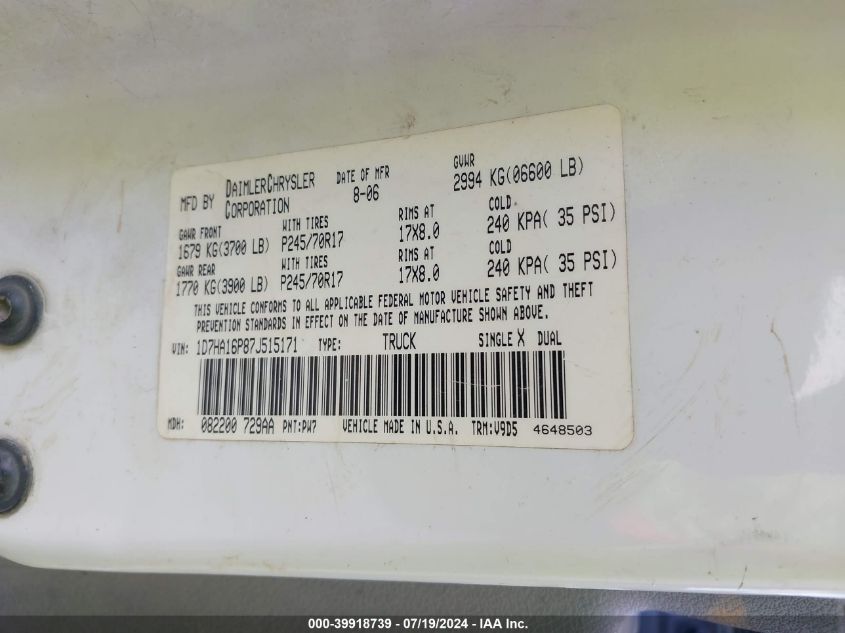 MFD BY DAIMLERCHRYSLER CORPORATION DATE OF MFR 8-06 GVWR 2994 KG(06600 LB)
GAWR FRONT WITH TIRES RIMS AT COLD
1679 KG(3700 LB) P245/70R17 17X8.0 240 KPA( 35 PSI)
GAWR REAR WITH TIRES RIMS AT COLD
1770 KG(3900 LB) P245/70R17 17X8.0 240 KPA( 35 PSI)
THIS VEHICLE CONFORMS TO ALL APPLICABLE FEDERAL MOTOR VEHICLE SAFETY AND THEFT
PREVENTION STANDARDS IN EFFECT ON THE DATE OF MANUFACTURE SHOWN ABOVE.
VIN: 1D7HA16P87J515171 TYPE: TRUCK SINGLE X DUAL
MDH: 082200 729AA PNT:PW7 VEHICLE MADE IN U.S.A. TRM:V9D5 4648503
000-39918739 - 07/19/2024 - IAA Inc.